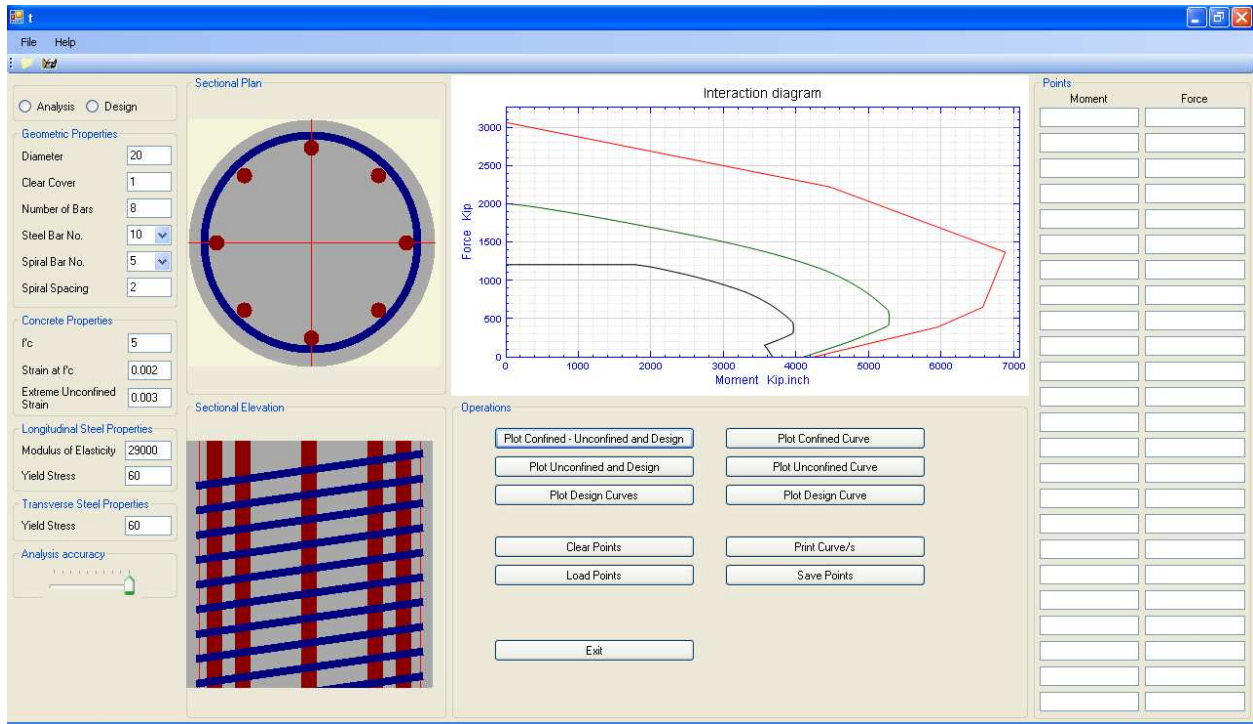 t
File Help
Analysis Design
Geometric Properties
Diameter 20
Clear Cover 1
Number of Bars 8
Steel Bar No. 10
Spiral Bar No. 5
Spiral Spacing 2
Concrete Properties
f'c 5
Strain at f'c 0.002
Extreme Unconfined
Strain 0.003
Longitudinal Steel Properties
Modulus of Elasticity 29000
Yield Stress 60
Transverse Steel Properties
Yield Stress 60
Analysis accuracy
Sectional Plan
Sectional Elevation
Interaction diagram
Force Kip
3000
2500
2000
1500
1000
500
0
0 1000 2000 3000 4000 5000 6000 7000
Moment Kip.inch
Operations
Plot Confined - Unconfined and Design Plot Confined Curve
Plot Unconfined and Design Plot Unconfined Curve
Plot Design Curves Plot Design Curve
Clear Points Print Curve/s
Load Points Save Points
Exit
Points
Moment Force